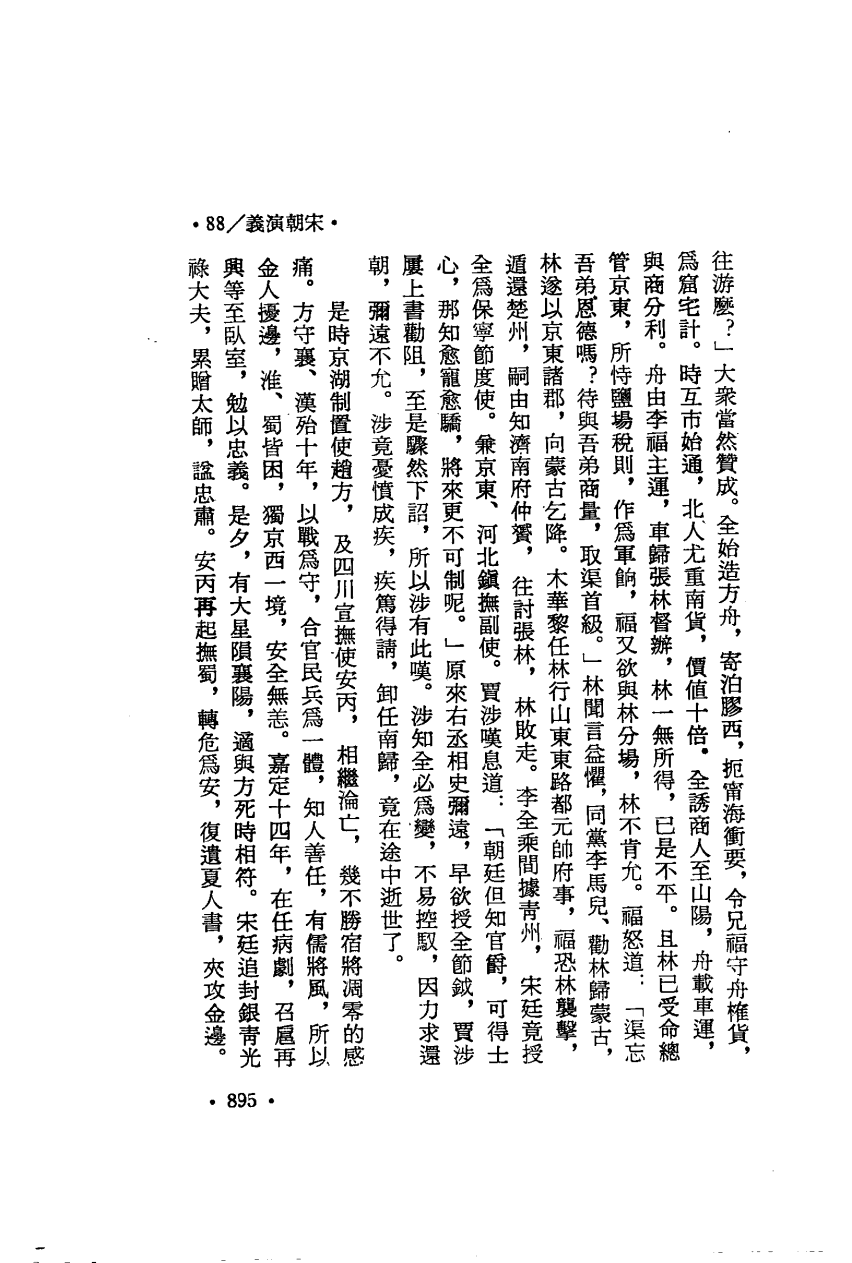 •88/義演朝宋•
往游麼？」大衆當然贊成。全始造方舟，寄泊膠西，扼甯海衝要，令兄福守舟榷貨，
爲窟宅計。時互市始通，北人尤重南貨，價值十倍。全誘商人至山陽，舟載車運，
與商分利。舟由李福主運，車歸張林督辦，林一無所得，已是不平。且林已受命總
管京東，所恃鹽場稅則，作爲軍餉，福又欲與林分場，林不肯允。福怒道：「渠忘
吾弟恩德嗎？待與吾弟商量，取渠首級。」林聞言益懼，同黨李馬兒、勸林歸蒙古，
林遂以京東諸郡，向蒙古乞降。木華黎任林行山東東路都元帥府事，福恐林襲擊，
遁還楚州，嗣由知濟南府仲贇，往討張林，林敗走。李全乘間據青州，宋廷竟授
全爲保寧節度使。兼京東、河北鎭撫副使。賈涉嘆息道：「朝廷但知官爵，可得士
心，那知愈寵愈驕，將來更不可制呢。」原來右丞相史彌遠，早欲授全節鉞，賈涉
屢上書勸阻，至是驟然下詔，所以涉有此嘆。涉知全必爲變，不易控馭，因力求還
朝，彌遠不允。涉竟憂憤成疾，疾篤得請，卸任南歸，竟在途中逝世了。
是時京湖制置使趙方，及四川宣撫使安丙，相繼淪亡，幾不勝宿將凋零的感
痛。方守襄、漢殆十年，以戰爲守，合官民兵爲一體，知人善任，有儒將風，所以
金人擾邊，淮、蜀皆困，獨京西一境，安全無恙。嘉定十四年，在任病劇，召扈再
興等至臥室，勉以忠義。是夕，有大星隕襄陽，適與方死時相符。宋廷追封銀青光
祿大夫，累贈太師，諡忠肅。安丙再起撫蜀，轉危爲安，復遺夏人書，夾攻金邊。
•895•